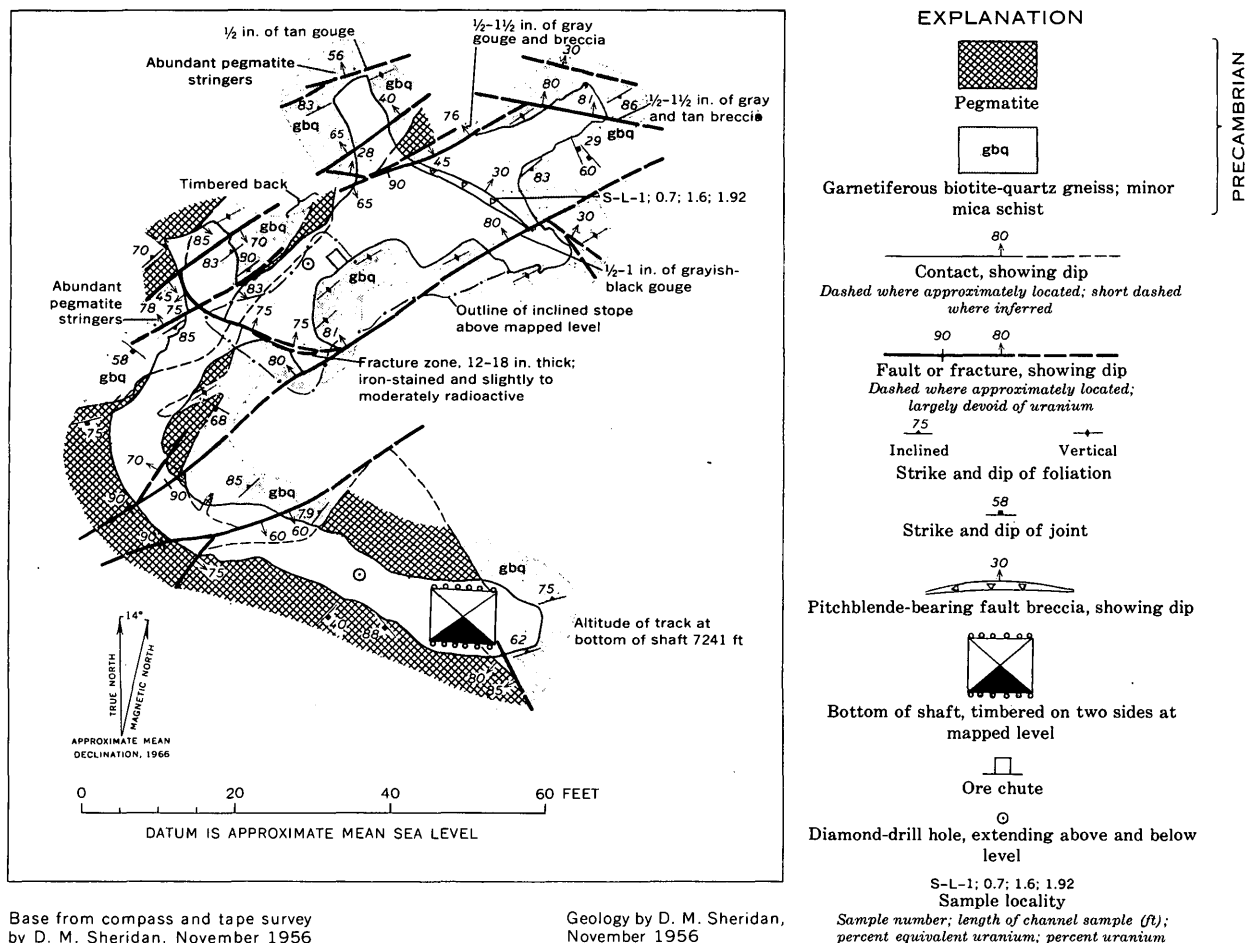 ½ in. of tan gouge
½-1½ in. of gray
gouge and breccia
Abundant pegmatite
stringers
56
30
gbq
83
40
gbq
80
81
86
½-1½ in. of gray
and tan breccia
76
gbq
65
28
45
29
60
90
30
83
Timbered back
65
S-L-1; 0.7; 1.6; 1.92
80
30
85
gbq
70
70
83
90
gbq
½-1 in. of grayish-
black gouge
Abundant
pegmatite
stringers
45
78
75
83
75
75
81
85
Outline of inclined stope
above mapped level
58
gbq
80
Fracture zone, 12-18 in. thick;
iron-stained and slightly to
moderately radioactive
75
68
70
90
90
85
gbq
79
60
60
90
75
gbq
75
40
88
62
80
85
Altitude of track at
bottom of shaft 7241 ft
14°
TRUE NORTH
MAGNETIC NORTH
APPROXIMATE MEAN
DECLINATION, 1966
0 20 40 60 FEET
DATUM IS APPROXIMATE MEAN SEA LEVEL
Base from compass and tape survey
by D. M. Sheridan, November 1956
Geology by D. M. Sheridan,
November 1956
EXPLANATION
Pegmatite
gbq
Garnetiferous biotite-quartz gneiss; minor
mica schist
PRECAMBRIAN
80
Contact, showing dip
Dashed where approximately located; short dashed
where inferred
90 80
Fault or fracture, showing dip
Dashed where approximately located;
largely devoid of uranium
75
Inclined Vertical
Strike and dip of foliation
58
Strike and dip of joint
30
Pitchblende-bearing fault breccia, showing dip
Bottom of shaft, timbered on two sides at
mapped level
Ore chute
Diamond-drill hole, extending above and below
level
S-L-1; 0.7; 1.6; 1.92
Sample locality
Sample number; length of channel sample (ft);
percent equivalent uranium; percent uranium